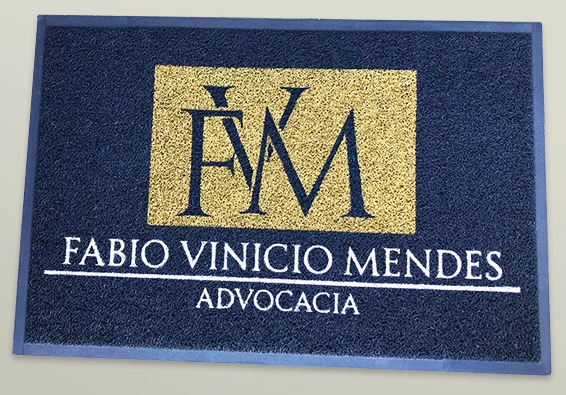 FVM
FABIO VINICIO MENDES
ADVOCACIA